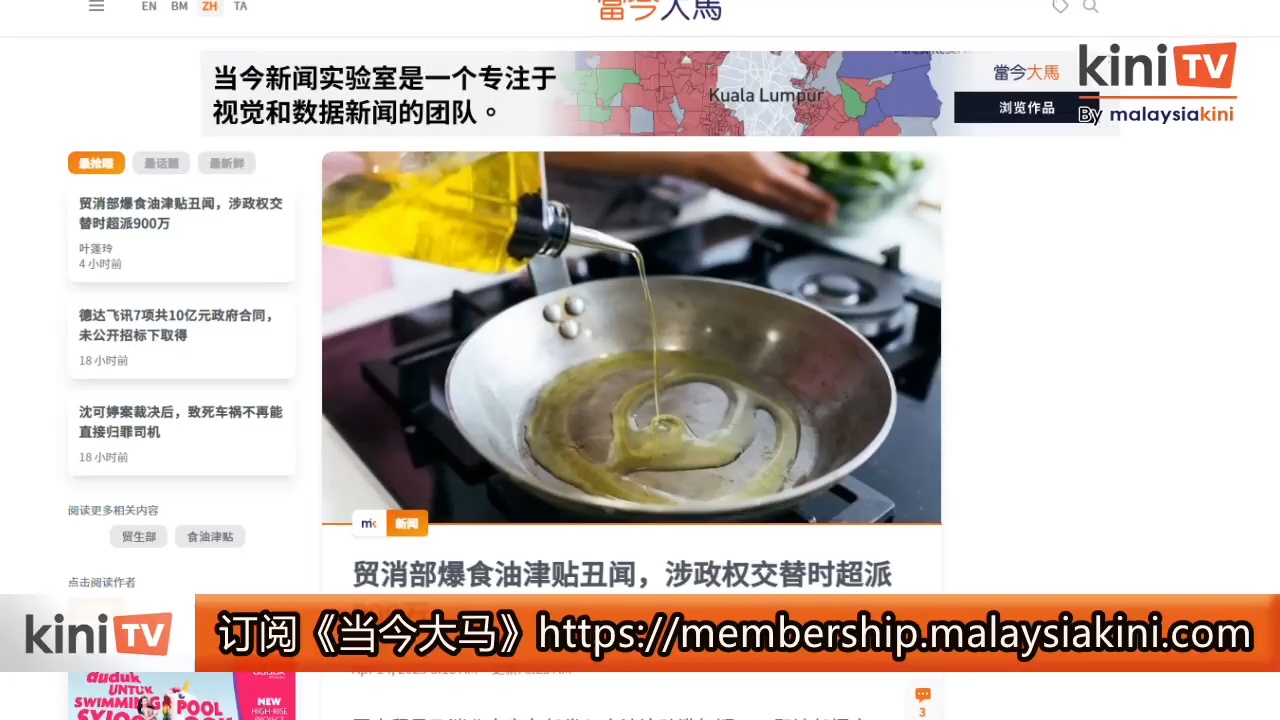 EN BM ZH TA
當今大馬
当今新闻实验室是一个专注于
视觉和数据新闻的团队。
Kuala Lumpur
當今大馬
浏览作品
kini TV
By malaysiakini
最抢眼 最话题 最新鲜
贸消部爆食油津贴丑闻，涉政权交
替时超派900万
叶蓬玲
4 小时前
德达飞讯7项共10亿元政府合同，
未公开招标下取得
18 小时前
沈可婷案裁决后，致死车祸不再能
直接归罪司机
18 小时前
阅读更多相关内容
贸生部 食油津贴
点击阅读作者
mk 新闻
贸消部爆食油津贴丑闻，涉政权交替时超派
kini TV
订阅《当今大马》https://membership.malaysiakini.com
duduk
UNTUK
SWIMMING
POOL
NEW
HIGH-RISE
PROJECT
3